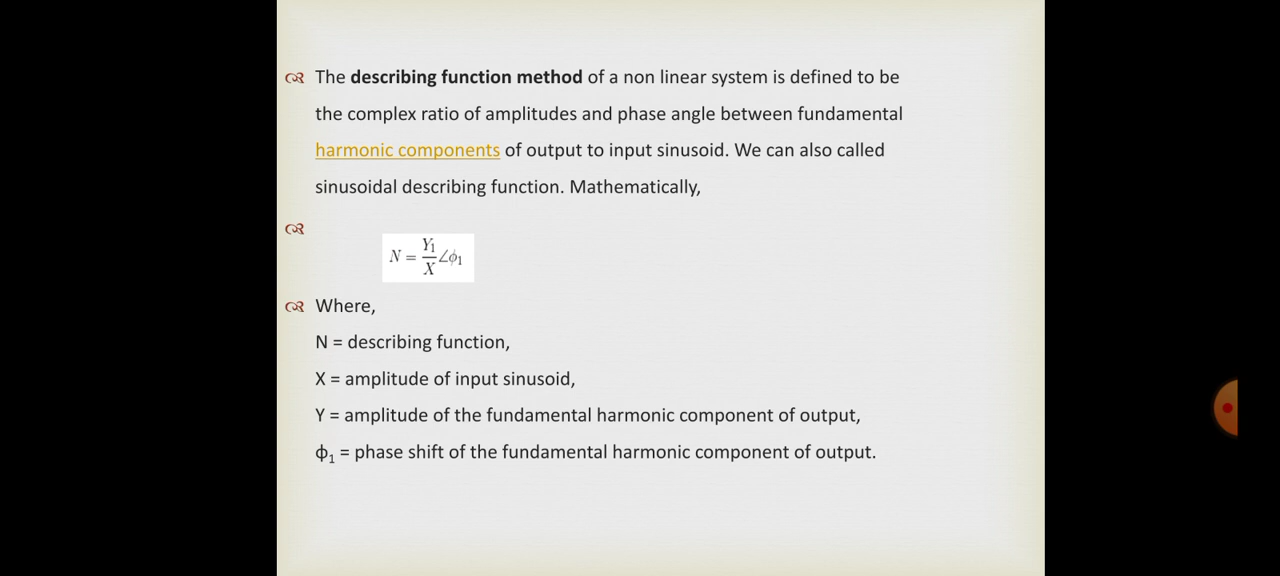 The describing function method of a non linear system is defined to be
the complex ratio of amplitudes and phase angle between fundamental
harmonic components of output to input sinusoid. We can also called
sinusoidal describing function. Mathematically,
N = Y₁/X ∠ϕ₁
Where,
N = describing function,
X = amplitude of input sinusoid,
Y = amplitude of the fundamental harmonic component of output,
ϕ₁ = phase shift of the fundamental harmonic component of output.